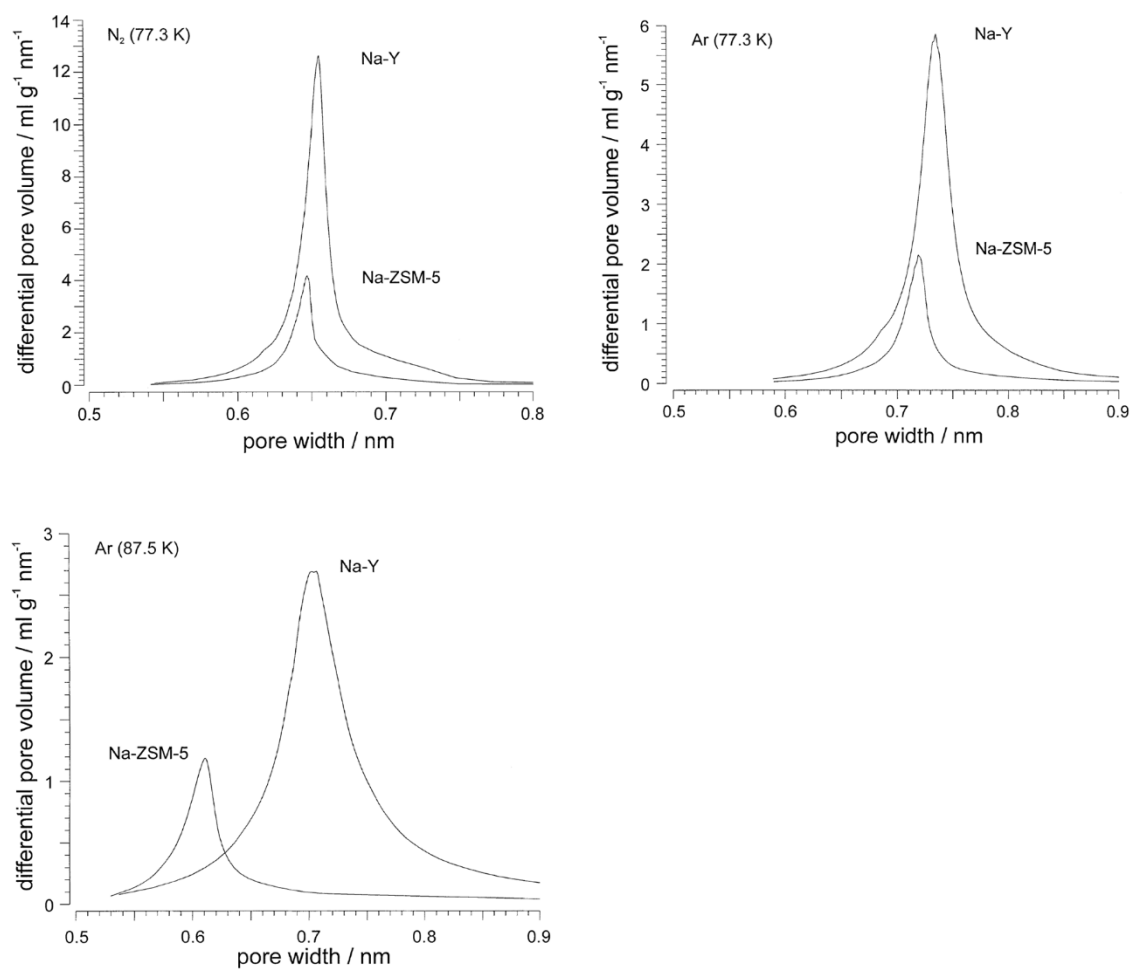 N₂ (77.3 K)
Na-Y
Na-ZSM-5
14
12
10
8
6
4
2
0
differential pore volume / ml g⁻¹ nm⁻¹
0.5 0.6 0.7 0.8
pore width / nm
Ar (77.3 K)
Na-Y
Na-ZSM-5
6
5
4
3
2
1
0
differential pore volume / ml g⁻¹ nm⁻¹
0.5 0.6 0.7 0.8 0.9
pore width / nm
Ar (87.5 K)
Na-Y
Na-ZSM-5
3
2
1
0
differential pore volume / ml g⁻¹ nm⁻¹
0.5 0.6 0.7 0.8 0.9
pore width / nm